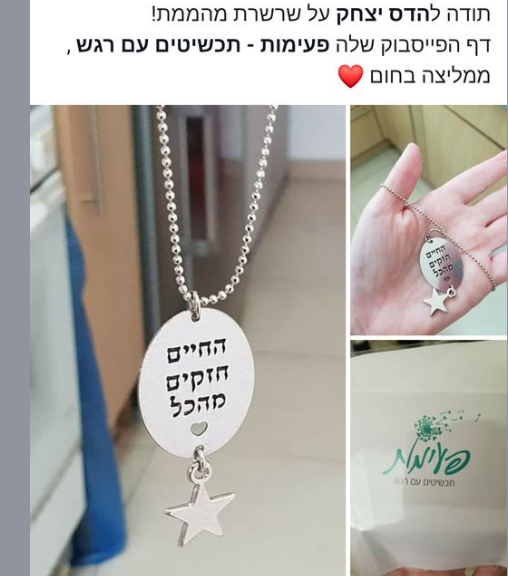 תודה להדס יצחק על שרשרת מהממת!
דף הפייסבוק שלה פעימות - תכשיטים עם רגש,
ממליצה בחום ❤️
החיים
חזקים
מהכל
החיים
חזקים
מהכל
פעימות
תכשיטים עם רגש